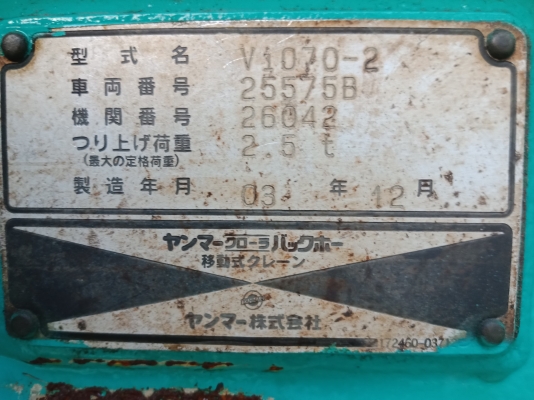 型式名 Vi070-2
車両番号 25575B
機関番号 26042
つり上げ荷重 2.5 t
(最大の定格荷重)
製造年月 03 年 12 月
ヤンマークローラバックホー
移動式クレーン
ヤンマー株式会社